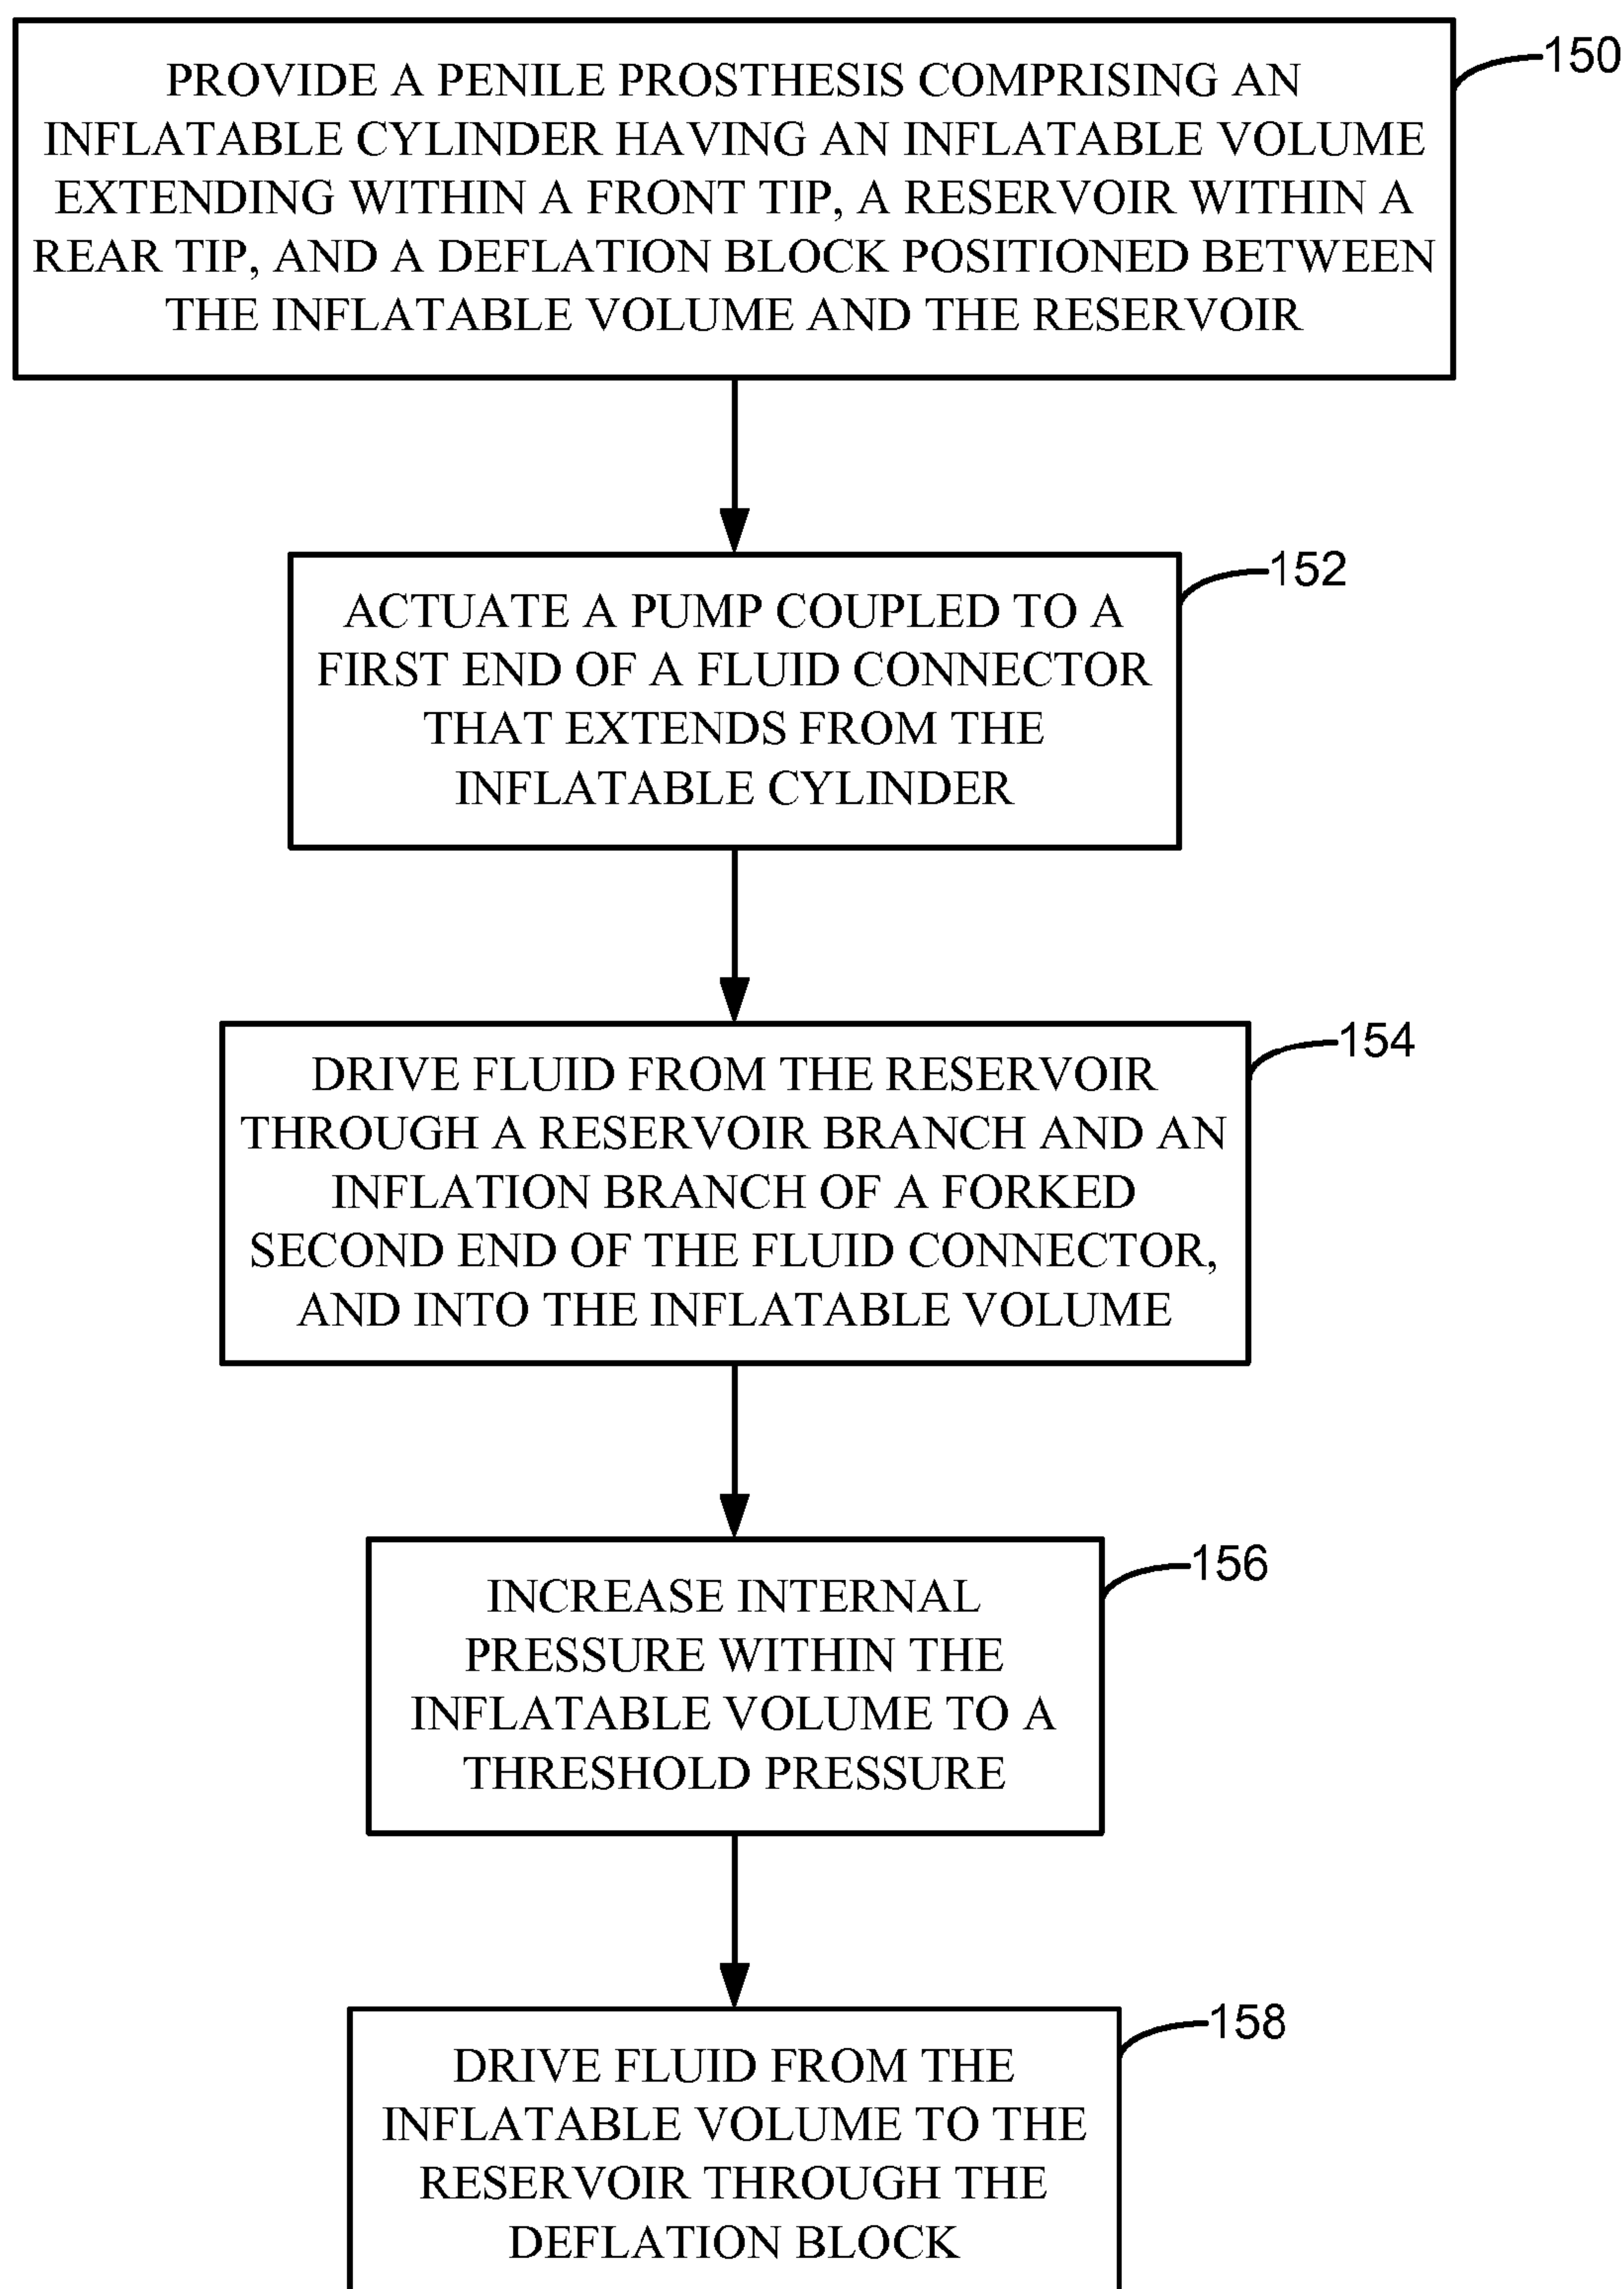 150
PROVIDE A PENILE PROSTHESIS COMPRISING AN
INFLATABLE CYLINDER HAVING AN INFLATABLE VOLUME
EXTENDING WITHIN A FRONT TIP, A RESERVOIR WITHIN A
REAR TIP, AND A DEFLATION BLOCK POSITIONED BETWEEN
THE INFLATABLE VOLUME AND THE RESERVOIR
152
ACTUATE A PUMP COUPLED TO A
FIRST END OF A FLUID CONNECTOR
THAT EXTENDS FROM THE
INFLATABLE CYLINDER
154
DRIVE FLUID FROM THE RESERVOIR
THROUGH A RESERVOIR BRANCH AND AN
INFLATION BRANCH OF A FORKED
SECOND END OF THE FLUID CONNECTOR,
AND INTO THE INFLATABLE VOLUME
156
INCREASE INTERNAL
PRESSURE WITHIN THE
INFLATABLE VOLUME TO A
THRESHOLD PRESSURE
158
DRIVE FLUID FROM THE
INFLATABLE VOLUME TO THE
RESERVOIR THROUGH THE
DEFLATION BLOCK